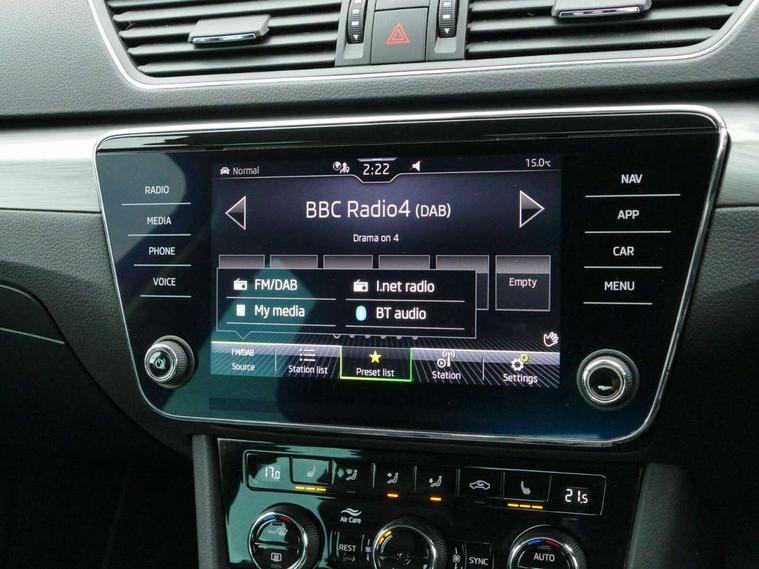 Normal
2:22
15.0°C
RADIO
MEDIA
PHONE
VOICE
NAV
APP
CAR
MENU
BBC Radio4 (DAB)
Drama on 4
Empty
FM/DAB
I.net radio
My media
BT audio
FM/DAB
Source
Station list
Preset list
Station
Settings
17.0
21.5
Air Care
REST
SYNC
AUTO